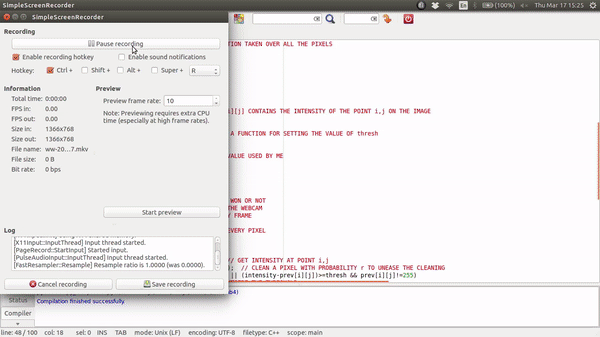 SimpleScreenRecorder
En (100%) Thu Mar 17 15:25
SimpleScreenRecorder
Recording
Pause recording
Enable recording hotkey Enable sound notifications
Hotkey: Ctrl + Shift + Alt + Super + R
Information
Total time: 0:00:00
FPS in: 0.00
FPS out: 0.00
Size in: 1366x768
Size out: 1366x768
File name: ww-20...7.mkv
File size: 0 B
Bit rate: 0 bps
Preview
Preview frame rate: 10
Note: Previewing requires extra CPU
time (especially at high frame rates).
Start preview
Log
[X11Input::InputThread] Input thread started.
[PageRecord::StartInput] Started input.
[PulseAudioInput::InputThread] Input thread started.
[FastResampler::Resample] Resample ratio is 1.0000 (was 0.0000).
Cancel recording Save recording
TION TAKEN OVER ALL THE PIXELS
][j] CONTAINS THE INTENSITY OF THE POINT i,j ON THE IMAGE
A FUNCTION FOR SETTING THE VALUE OF thresh
VALUE USED BY ME
WON OR NOT
THE WEBCAM
Y FRAME
EVERY PIXEL
// GET INTENSITY AT POINT i,j
); // CLEAN A PIXEL WITH PROBABILITY r TO UNEASE THE CLEANING
|| (intensity-prev[i][j])>=thresh && prev[i][j]!=255)
Status
Compiler
Compilation finished successfully.
line: 48 / 100 col: 18 sel: 0 INS TAB mode: Unix (LF) encoding: UTF-8 filetype: C++ scope: main